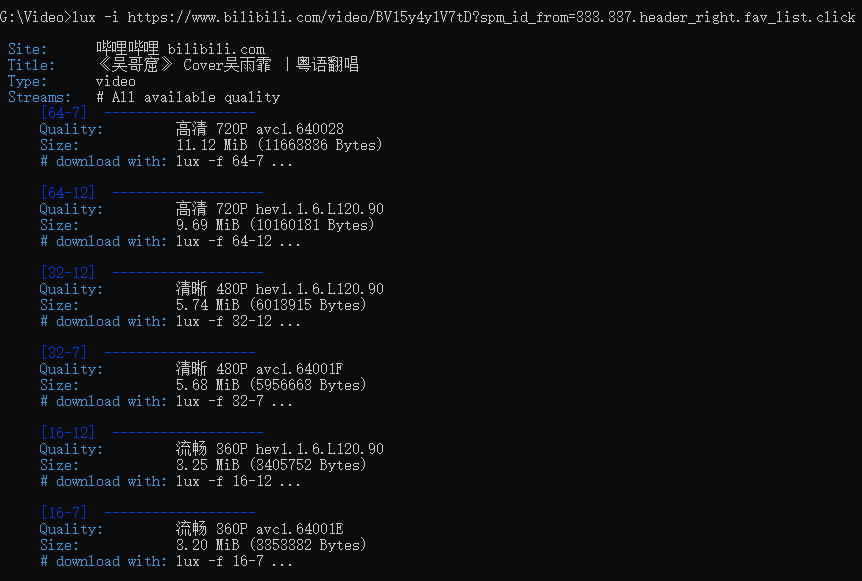 G:\Video>lux -i https://www.bilibili.com/video/BV15y4y1V7tD?spm_id_from=333.337.header_right.fav_list.click
Site: 哔哩哔哩 bilibili.com
Title: 《吴哥窟》 Cover吴雨霏 丨粤语翻唱
Type: video
Streams: # All available quality
[64-7] -------------------
Quality: 高清 720P avc1.640028
Size: 11.12 MiB (11663836 Bytes)
# download with: lux -f 64-7 ...
[64-12] -------------------
Quality: 高清 720P hev1.1.6.L120.90
Size: 9.69 MiB (10160181 Bytes)
# download with: lux -f 64-12 ...
[32-12] -------------------
Quality: 清晰 480P hev1.1.6.L120.90
Size: 5.74 MiB (6013915 Bytes)
# download with: lux -f 32-12 ...
[32-7] -------------------
Quality: 清晰 480P avc1.64001F
Size: 5.68 MiB (5956663 Bytes)
# download with: lux -f 32-7 ...
[16-12] -------------------
Quality: 流畅 360P hev1.1.6.L120.90
Size: 3.25 MiB (3405752 Bytes)
# download with: lux -f 16-12 ...
[16-7] -------------------
Quality: 流畅 360P avc1.64001E
Size: 3.20 MiB (3353382 Bytes)
# download with: lux -f 16-7 ...